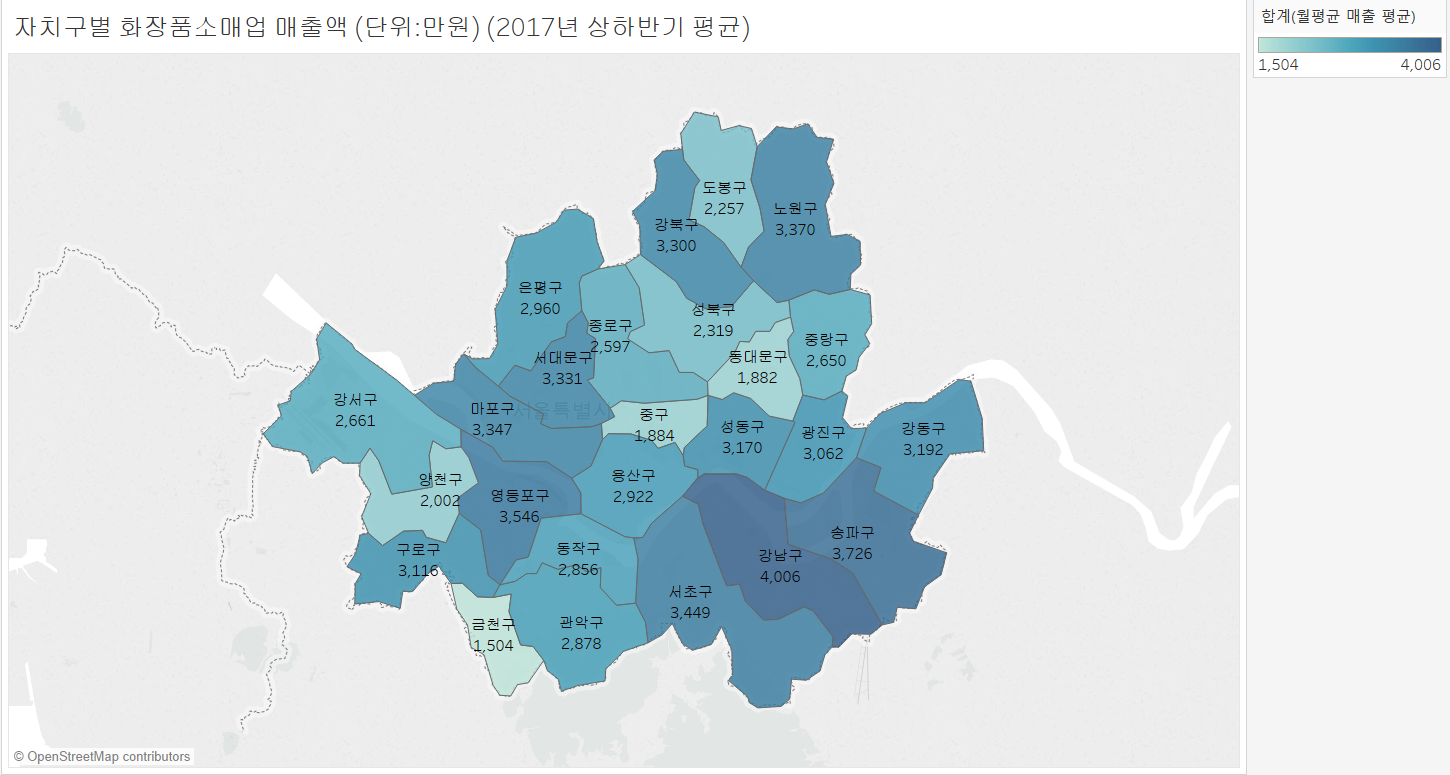 자치구별 화장품소매업 매출액 (단위:만원) (2017년 상하반기 평균)
합계(월평균 매출 평균)
1,504 4,006
도봉구
2,257
노원구
3,370
강북구
3,300
은평구
2,960
성북구
2,319
종로구
2,597
중랑구
2,650
서대문구
3,331
동대문구
1,882
강서구
2,661
마포구
3,347
서울특별시
중구
1,884
성동구
3,170
광진구
3,062
강동구
3,192
양천구
2,002
용산구
2,922
영등포구
3,546
송파구
3,726
구로구
3,116
동작구
2,856
강남구
4,006
서초구
3,449
금천구
1,504
관악구
2,878
© OpenStreetMap contributors